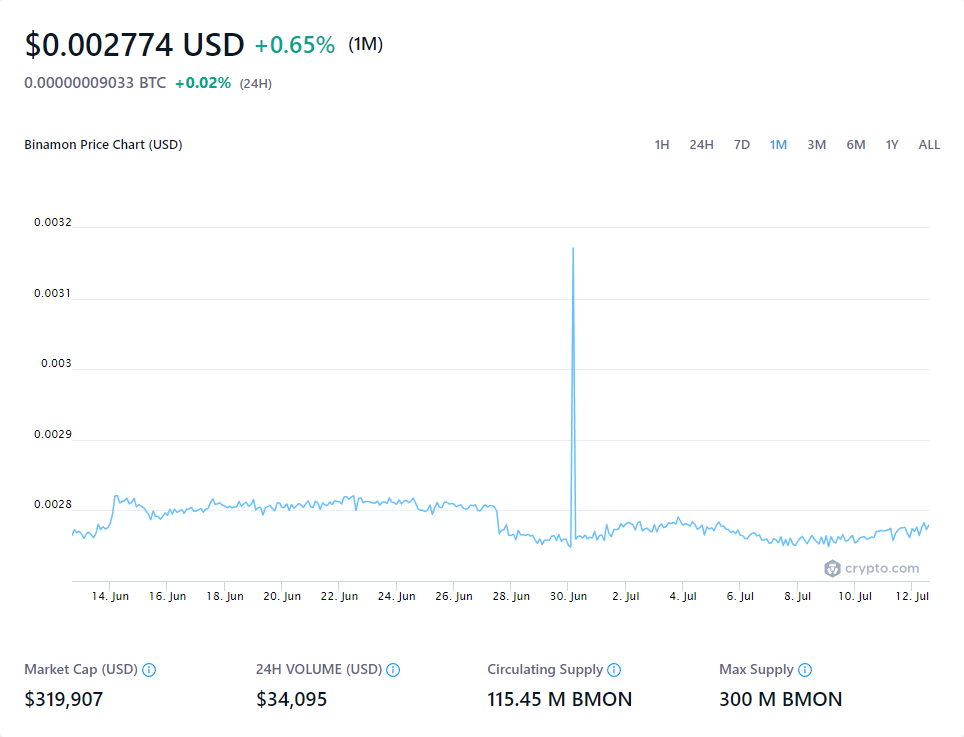 $0.002774 USD +0.65% (1M)
0.00000009033 BTC +0.02% (24H)
Binamon Price Chart (USD) 1H 24H 7D 1M 3M 6M 1Y ALL
0.0032
0.0031
0.003
0.0029
0.0028
crypto.com
14. Jun 16. Jun 18. Jun 20. Jun 22. Jun 24. Jun 26. Jun 28. Jun 30. Jun 2. Jul 4. Jul 6. Jul 8. Jul 10. Jul 12. Jul
Market Cap (USD) 24H VOLUME (USD) Circulating Supply Max Supply
$319,907 $34,095 115.45 M BMON 300 M BMON